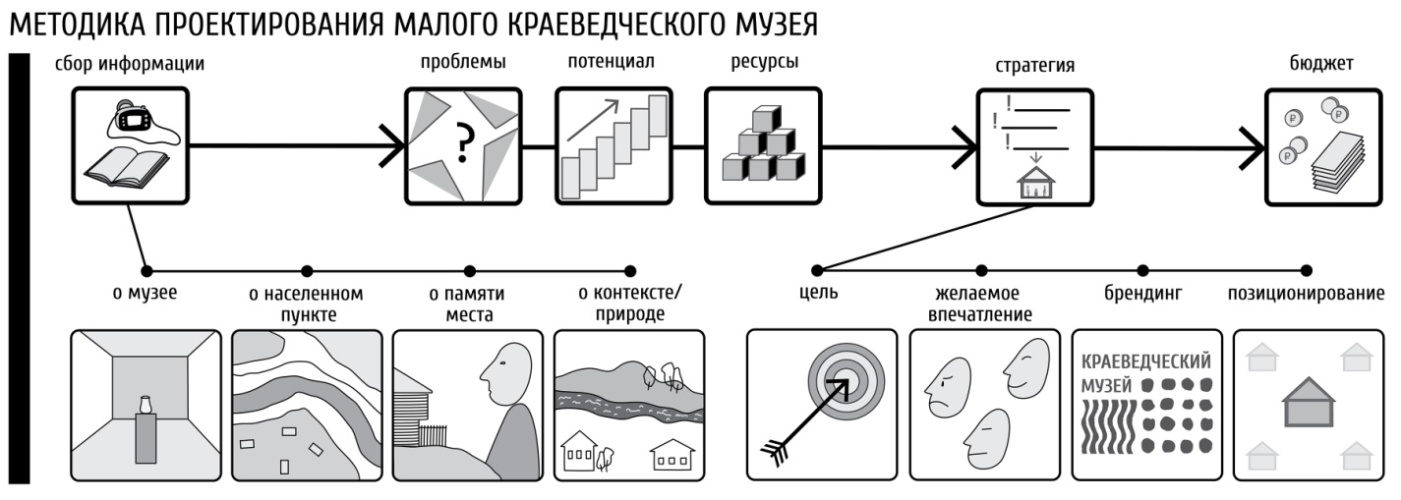 МЕТОДИКА ПРОЕКТИРОВАНИЯ МАЛОГО КРАЕВЕДЧЕСКОГО МУЗЕЯ
сбор информации
проблемы
потенциал
ресурсы
стратегия
бюджет
?
!
!
!
₽
₽
₽
₽
о музее
о населенном
пункте
о памяти
места
о контексте/
природе
цель
желаемое
впечатление
брендинг
позиционирование
КРАЕВЕДЧЕСКИЙ
МУЗЕЙ